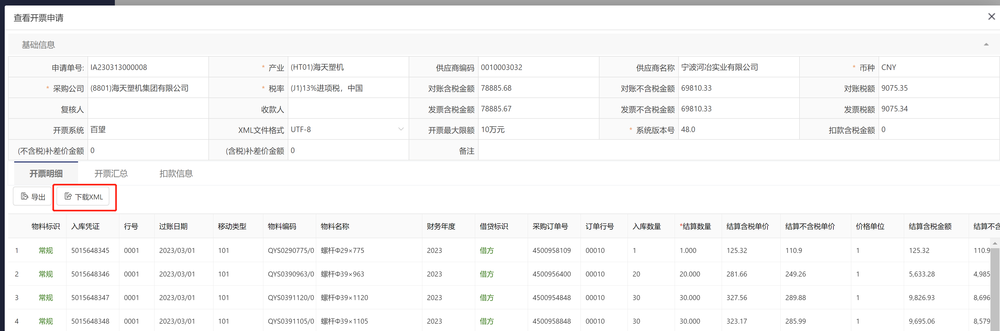 查看开票申请
基础信息
申请单号: IA230313000008 * 产业 (HT01)海天塑机 供应商编码 0010003032 供应商名称 宁波河冶实业有限公司 * 币种 CNY
* 采购公司 (8801)海天塑机集团有限公司 * 税率 (J1)13%进项税，中国 对账含税金额 78885.68 对账不含税金额 69810.33 对账税额 9075.35
复核人 收款人 发票含税金额 78885.67 发票不含税金额 69810.33 发票税额 9075.34
开票系统 百望 XML文件格式 UTF-8 开票最大限额 10万元 * 系统版本号 48.0 扣款含税金额 0
(不含税)补差价金额 0 (含税)补差价金额 0 备注
开票明细 开票汇总 扣款信息
导出 下载XML
物料标识 入库凭证 行号 过账日期 移动类型 物料编码 物料名称 财务年度 借贷标识 采购订单号 订单行号 入库数量 *结算数量 结算含税单价 结算不含税单价 价格单位 结算含税金额 结算不含
1 常规 5015648345 0001 2023/03/01 101 QYS0290775/0 螺杆Φ29×775 2023 借方 4500958109 00010 1 1.000 125.32 110.9 1 125.32 110.9
2 常规 5015648346 0001 2023/03/01 101 QYS0390963/0 螺杆Φ39×963 2023 借方 4500956400 00010 20 20.000 281.66 249.26 1 5,633.28 4,985
3 常规 5015648347 0001 2023/03/01 101 QYS0391120/0 螺杆Φ39×1120 2023 借方 4500954848 00010 30 30.000 327.56 289.88 1 9,826.93 8,696
4 常规 5015648348 0001 2023/03/01 101 QYS0391105/0 螺杆Φ39×1105 2023 借方 4500958848 00010 30 30.000 323.17 285.99 1 9,695.06 8,579